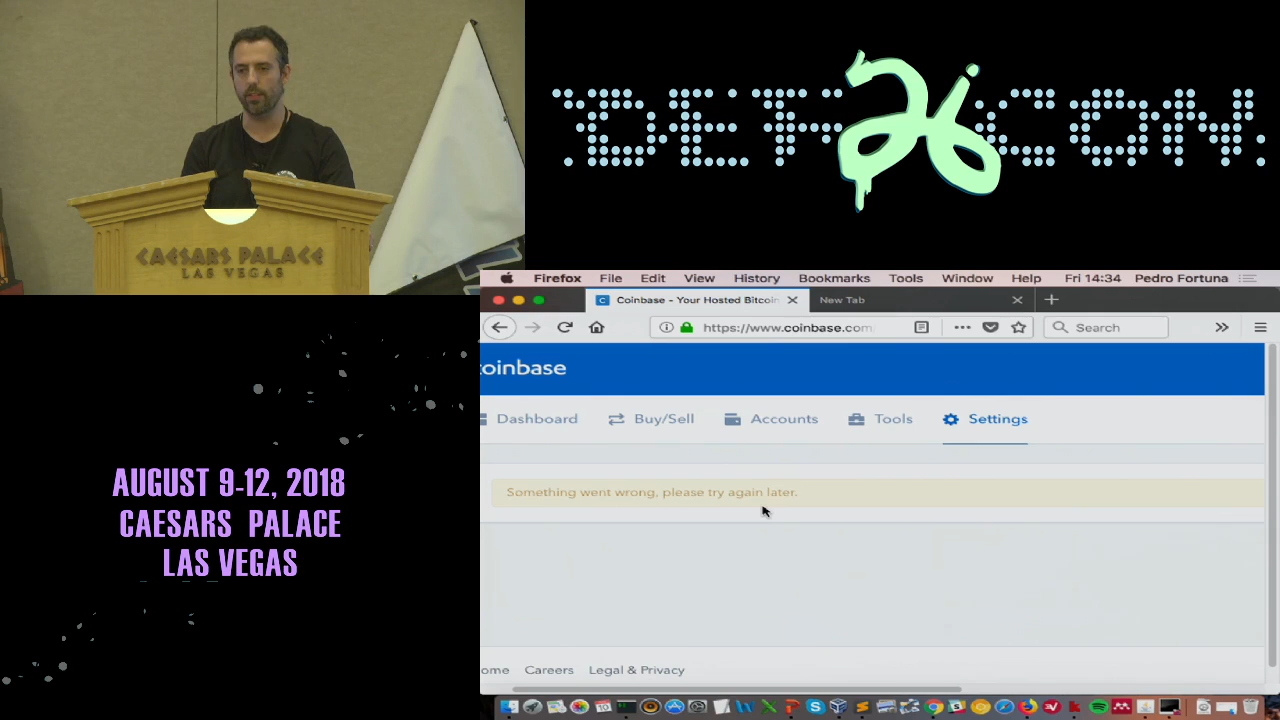 CAESARS PALACE
LAS VEGAS
DEF CON
26
AUGUST 9-12, 2018
CAESARS PALACE
LAS VEGAS
Firefox File Edit View History Bookmarks Tools Window Help Fri 14:34 Pedro Fortuna
Coinbase - Your Hosted Bitcoin
New Tab
https://www.coinbase.com
Search
coinbase
Dashboard Buy/Sell Accounts Tools Settings
Something went wrong, please try again later.
ome Careers Legal & Privacy